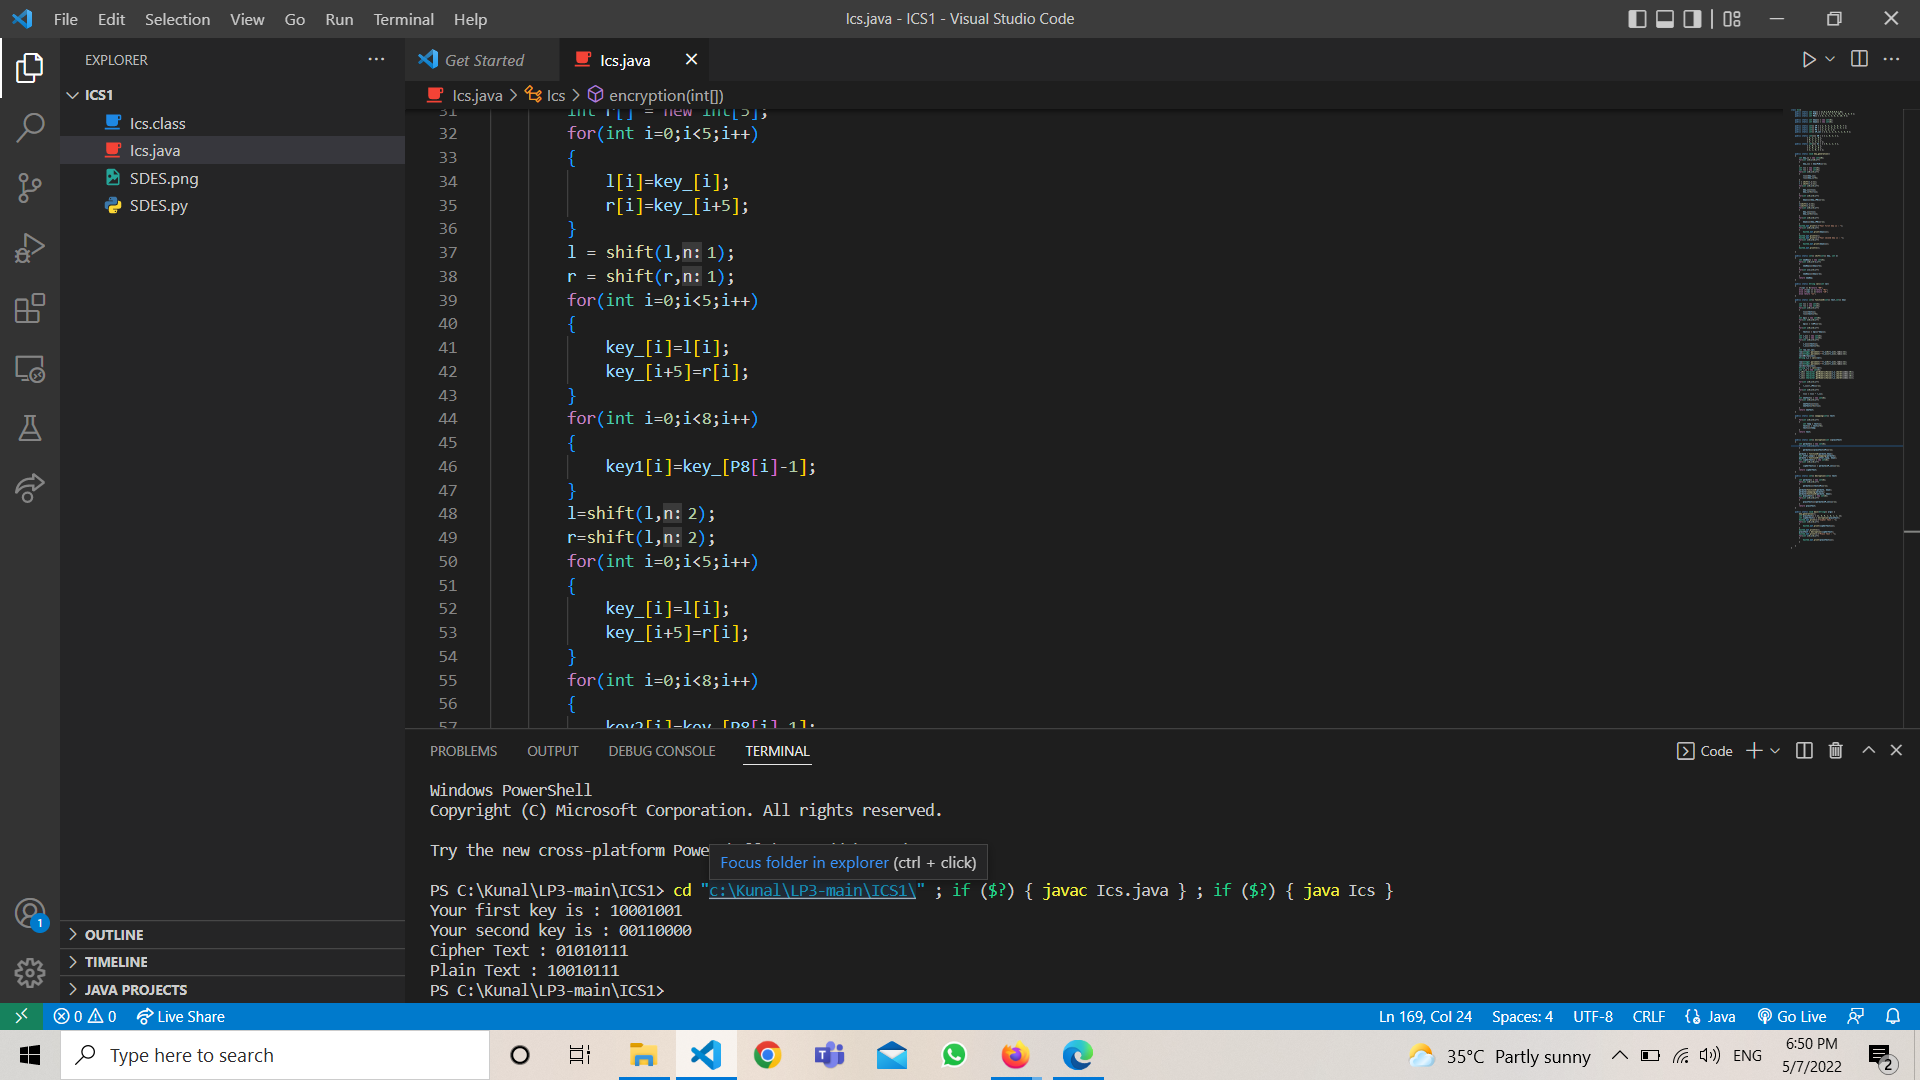 File Edit Selection View Go Run Terminal Help
Ics.java - ICS1 - Visual Studio Code
EXPLORER
ICS1
Ics.class
Ics.java
SDES.png
SDES.py
OUTLINE
TIMELINE
JAVA PROJECTS
Get Started
Ics.java
Ics.java > Ics > encryption(int[])
31 int r[] = new int[5];
32 for(int i=0;i<5;i++)
33 {
34 l[i]=key_[i];
35 r[i]=key_[i+5];
36 }
37 l = shift(l,n: 1);
38 r = shift(r,n: 1);
39 for(int i=0;i<5;i++)
40 {
41 key_[i]=l[i];
42 key_[i+5]=r[i];
43 }
44 for(int i=0;i<8;i++)
45 {
46 key1[i]=key_[P8[i]-1];
47 }
48 l=shift(l,n: 2);
49 r=shift(l,n: 2);
50 for(int i=0;i<5;i++)
51 {
52 key_[i]=l[i];
53 key_[i+5]=r[i];
54 }
55 for(int i=0;i<8;i++)
56 {
57 key2[i]=key_[P8[i]-1];
PROBLEMS OUTPUT DEBUG CONSOLE TERMINAL
Code
Windows PowerShell
Copyright (C) Microsoft Corporation. All rights reserved.
Try the new cross-platform Powe
Focus folder in explorer (ctrl + click)
PS C:\Kunal\LP3-main\ICS1> cd "c:\Kunal\LP3-main\ICS1\" ; if ($?) { javac Ics.java } ; if ($?) { java Ics }
Your first key is : 10001001
Your second key is : 00110000
Cipher Text : 01010111
Plain Text : 10010111
PS C:\Kunal\LP3-main\ICS1>
1
0 0 Live Share
Ln 169, Col 24 Spaces: 4 UTF-8 CRLF Java Go Live
Type here to search
35°C Partly sunny
ENG
6:50 PM
5/7/2022
2